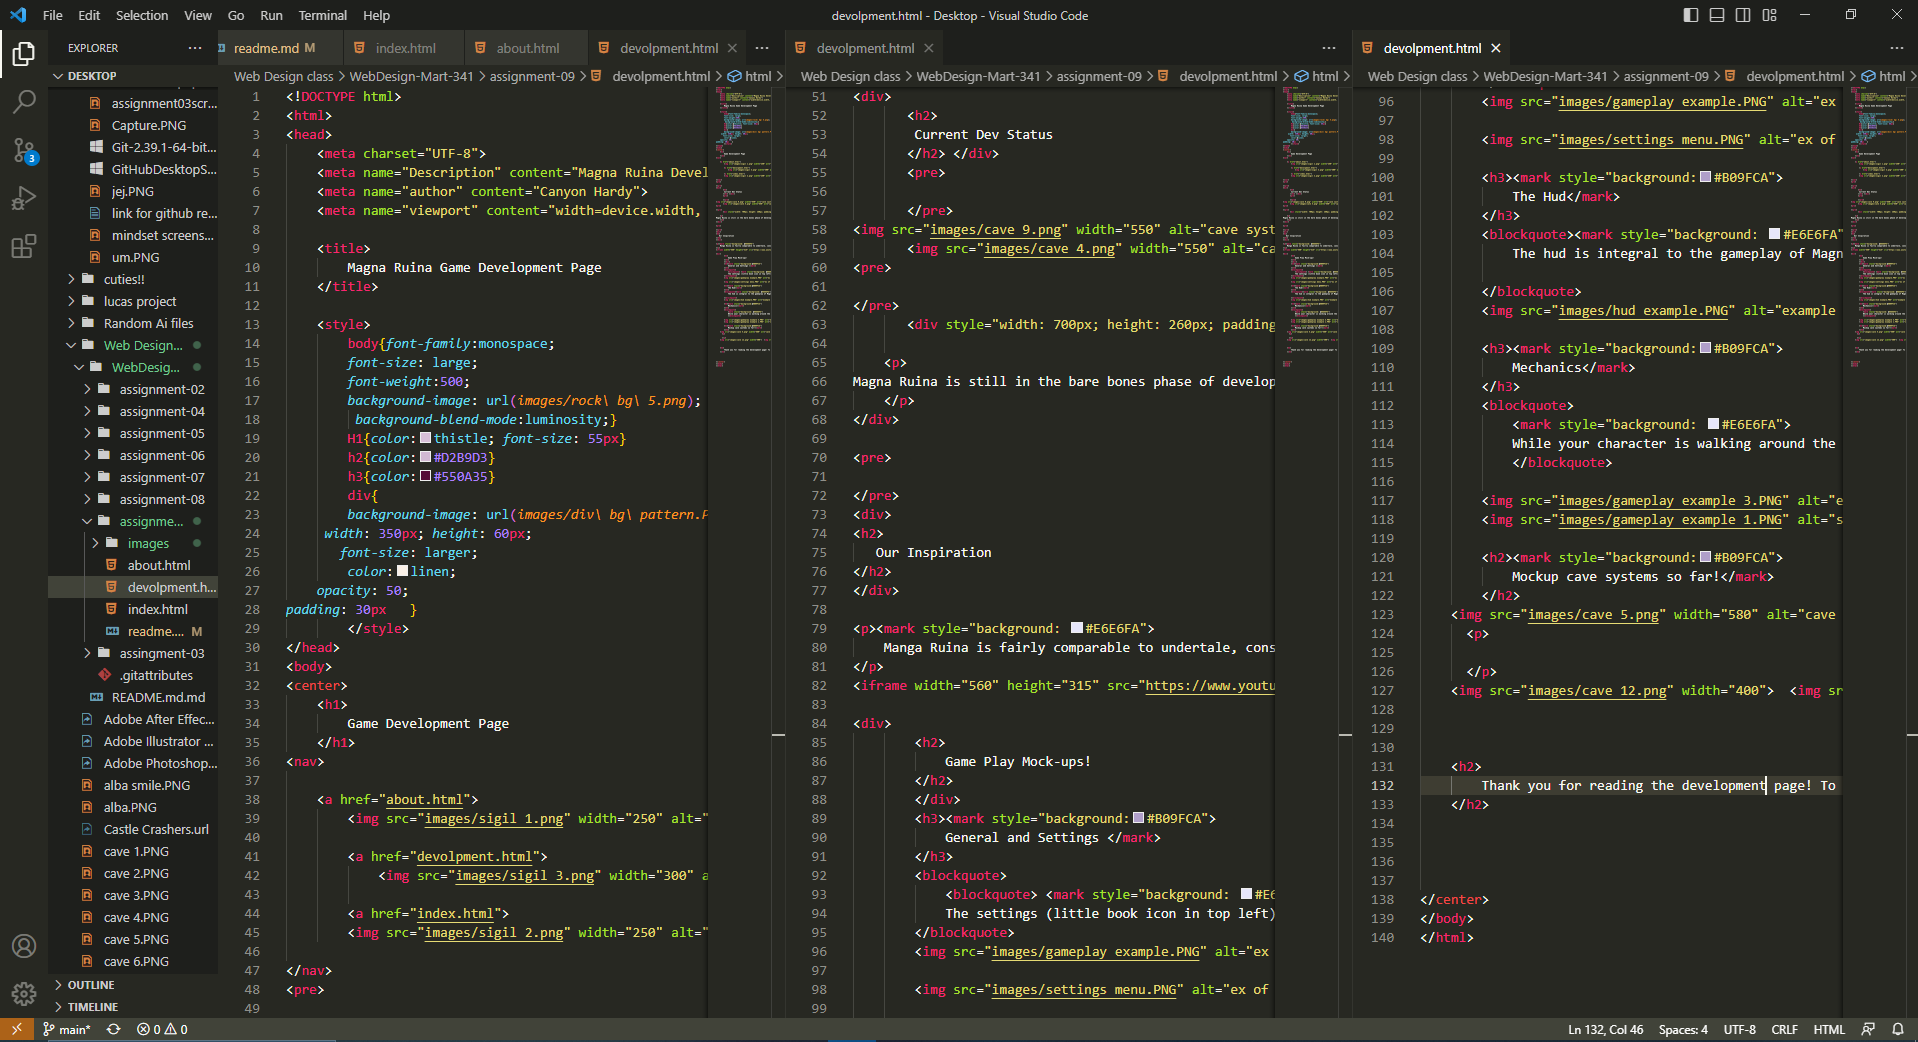 File Edit Selection View Go Run Terminal Help
devolpment.html - Desktop - Visual Studio Code
EXPLORER ...
DESKTOP
assignment03scr...
Capture.PNG
Git-2.39.1-64-bit...
GitHubDesktopS...
jej.PNG
link for github re...
mindset screens...
um.PNG
cuties!!
lucas project
Random Ai files
Web Design...
WebDesig...
assignment-02
assignment-04
assignment-05
assignment-06
assignment-07
assignment-08
assignme...
images
about.html
devolpment.h...
index.html
readme.... M
assingment-03
.gitattributes
README.md.md
Adobe After Effec...
Adobe Illustrator ...
Adobe Photoshop...
alba smile.PNG
alba.PNG
Castle Crashers.url
cave 1.PNG
cave 2.PNG
cave 3.PNG
cave 4.PNG
cave 5.PNG
cave 6.PNG
OUTLINE
TIMELINE
3
readme.md M index.html about.html devolpment.html
Web Design class > WebDesign-Mart-341 > assignment-09 > devolpment.html > html >
1 <!DOCTYPE html>
2 <html>
3 <head>
4 <meta charset="UTF-8">
5 <meta name="Description" content="Magna Ruina Devel
6 <meta name="author" content="Canyon Hardy">
7 <meta name="viewport" content="width=device.width,
8
9 <title>
10 Magna Ruina Game Development Page
11 </title>
12
13 <style>
14 body{font-family:monospace;
15 font-size: large;
16 font-weight:500;
17 background-image: url(images/rock\ bg\ 5.png);
18 background-blend-mode:luminosity;}
19 H1{color:thistle; font-size: 55px}
20 h2{color:#D2B9D3}
21 h3{color:#550A35}
22 div{
23 background-image: url(images/div\ bg\ pattern.P
24 width: 350px; height: 60px;
25 font-size: larger;
26 color:linen;
27 opacity: 50;
28 padding: 30px }
29 </style>
30 </head>
31 <body>
32 <center>
33 <h1>
34 Game Development Page
35 </h1>
36 <nav>
37
38 <a href="about.html">
39 <img src="images/sigil 1.png" width="250" alt="
40
41 <a href="devolpment.html">
42 <img src="images/sigil 3.png" width="300" a
43
44 <a href="index.html">
45 <img src="images/sigil 2.png" width="250" alt="
46
47 </nav>
48 <pre>
49
devolpment.html
Web Design class > WebDesign-Mart-341 > assignment-09 > devolpment.html > html >
51 <div>
52 <h2>
53 Current Dev Status
54 </h2> </div>
55 <pre>
56
57 </pre>
58 <img src="images/cave 9.png" width="550" alt="cave syst
59 <img src="images/cave 4.png" width="550" alt="ca
60 <pre>
61
62 </pre>
63 <div style="width: 700px; height: 260px; padding
64
65 <p>
66 Magna Ruina is still in the bare bones phase of develop
67 </p>
68 </div>
69
70 <pre>
71
72 </pre>
73 <div>
74 <h2>
75 Our Inspiration
76 </h2>
77 </div>
78
79 <p><mark style="background: #E6E6FA">
80 Manga Ruina is fairly comparable to undertale, cons
81 </p>
82 <iframe width="560" height="315" src="https://www.youtu
83
84 <div>
85 <h2>
86 Game Play Mock-ups!
87 </h2>
88 </div>
89 <h3><mark style="background:#B09FCA">
90 General and Settings </mark>
91 </h3>
92 <blockquote>
93 <blockquote> <mark style="background: #E6
94 The settings (little book icon in top left)
95 </blockquote>
96 <img src="images/gameplay example.PNG" alt="ex
97
98 <img src="images/settings menu.PNG" alt="ex of
99
devolpment.html
Web Design class > WebDesign-Mart-341 > assignment-09 > devolpment.html > html >
96 <img src="images/gameplay example.PNG" alt="ex
97
98 <img src="images/settings menu.PNG" alt="ex of
99
100 <h3><mark style="background:#B09FCA">
101 The Hud</mark>
102 </h3>
103 <blockquote><mark style="background: #E6E6FA"
104 The hud is integral to the gameplay of Magn
105
106 </blockquote>
107 <img src="images/hud example.PNG" alt="example
108
109 <h3><mark style="background:#B09FCA">
110 Mechanics</mark>
111 </h3>
112 <blockquote>
113 <mark style="background: #E6E6FA">
114 While your character is walking around the
115 </blockquote>
116
117 <img src="images/gameplay example 3.PNG" alt="e
118 <img src="images/gameplay example 1.PNG" alt="s
119
120 <h2><mark style="background:#B09FCA">
121 Mockup cave systems so far!</mark>
122 </h2>
123 <img src="images/cave 5.png" width="580" alt="cave
124 <p>
125
126 </p>
127 <img src="images/cave 12.png" width="400"> <img sr
128
129
130
131 <h2>
132 Thank you for reading the development page! To
133 </h2>
134
135
136
137
138 </center>
139 </body>
140 </html>
main* 0 0
Ln 132, Col 46 Spaces: 4 UTF-8 CRLF HTML